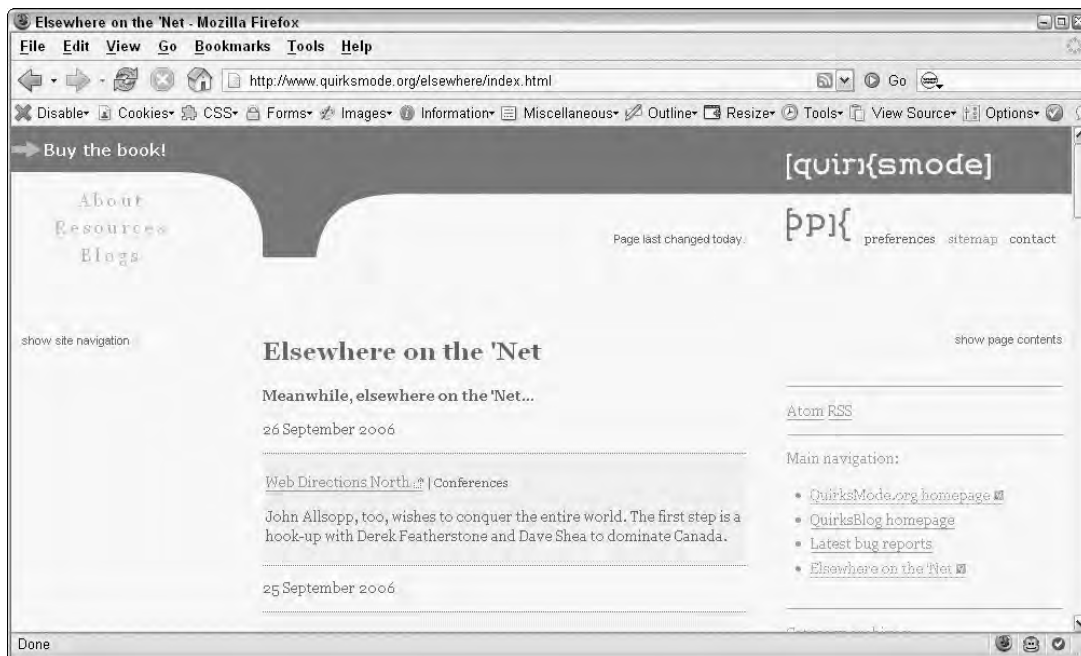 Elsewhere on the 'Net - Mozilla Firefox
File Edit View Go Bookmarks Tools Help
http://www.quirksmode.org/elsewhere/index.html Go
Disable Cookies CSS Forms Images Information Miscellaneous Outline Resize Tools View Source Options
Buy the book!
[quirksmode]
About
Resources
Blogs
Page last changed today.
ppk
preferences sitemap contact
show site navigation
show page contents
Elsewhere on the 'Net
Meanwhile, elsewhere on the 'Net...
26 September 2006
Web Directions North | Conferences
John Allsopp, too, wishes to conquer the entire world. The first step is a
hook-up with Derek Featherstone and Dave Shea to dominate Canada.
25 September 2006
Atom RSS
Main navigation:
QuirksMode.org homepage
QuirksBlog homepage
Latest bug reports
Elsewhere on the 'Net
Done